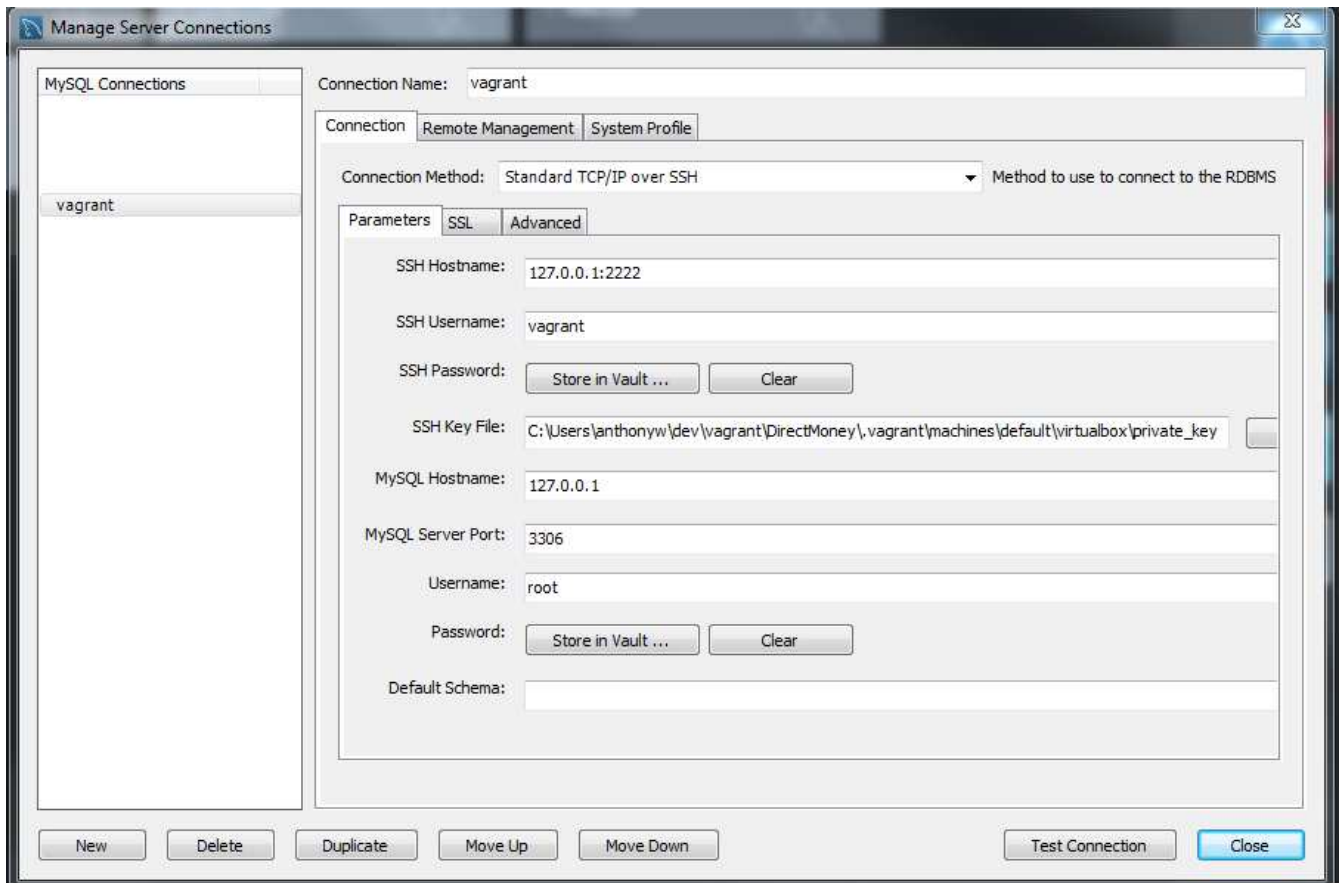 Manage Server Connections
MySQL Connections
vagrant
Connection Name: vagrant
Connection Remote Management System Profile
Connection Method: Standard TCP/IP over SSH Method to use to connect to the RDBMS
Parameters SSL Advanced
SSH Hostname: 127.0.0.1:2222
SSH Username: vagrant
SSH Password: Store in Vault ... Clear
SSH Key File: C:\Users\anthonyw\dev\vagrant\DirectMoney\.vagrant\machines\default\virtualbox\private_key
MySQL Hostname: 127.0.0.1
MySQL Server Port: 3306
Username: root
Password: Store in Vault ... Clear
Default Schema:
New Delete Duplicate Move Up Move Down Test Connection Close